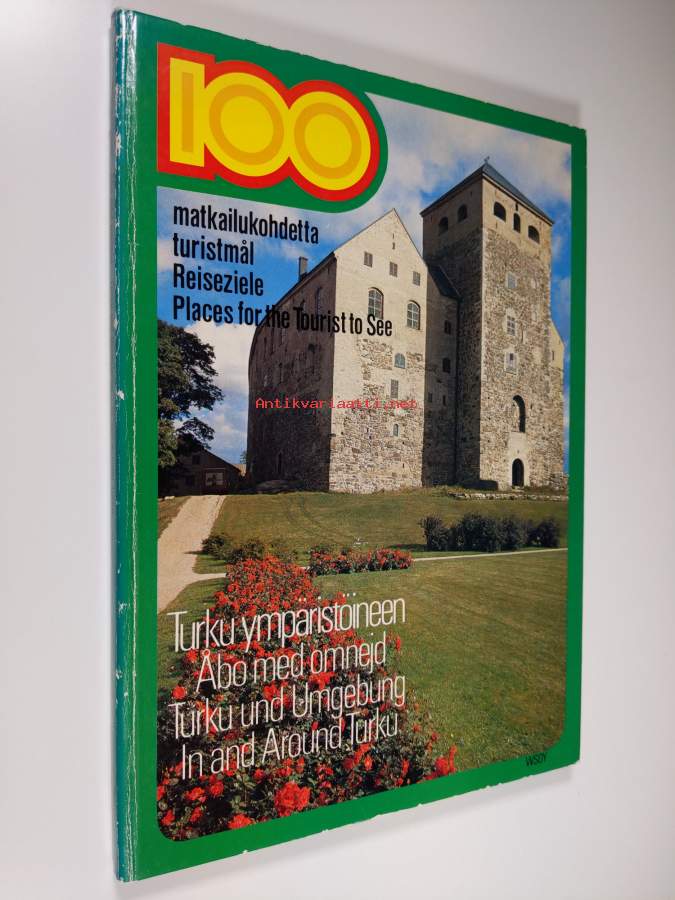 100
matkailukohdetta
turistmål
Reiseziele
Places for the Tourist to See
Antikvariaatti.net
Turku ympäristöineen
Åbo med omnejd
Turku und Umgebung
In and Around Turku
WSOY